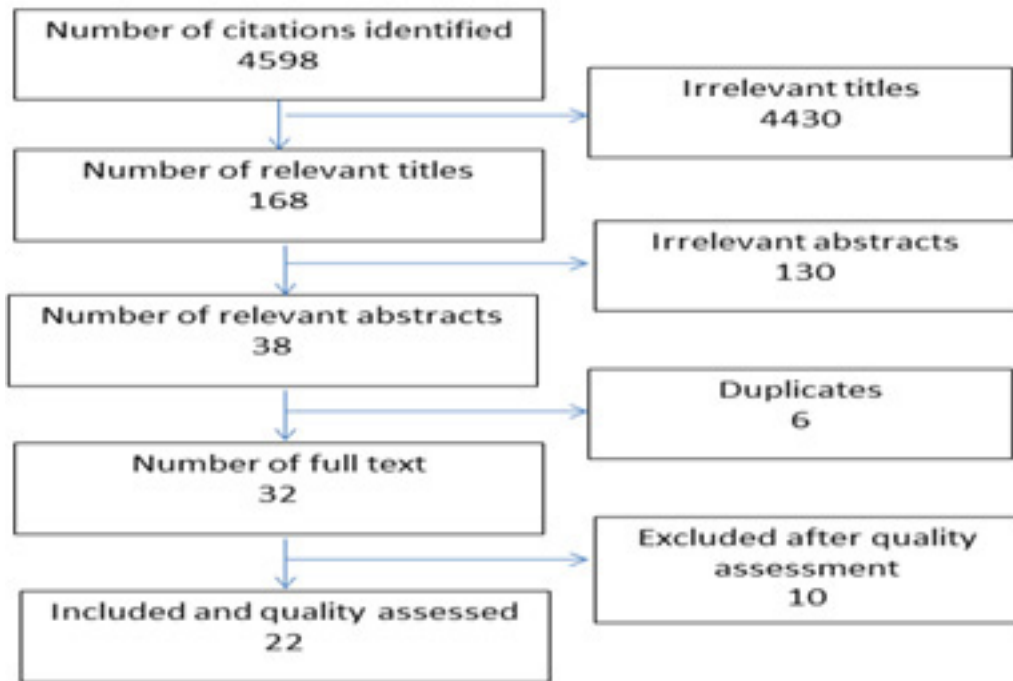 Number of citations identified
4598
Irrelevant titles
4430
Number of relevant titles
168
Irrelevant abstracts
130
Number of relevant abstracts
38
Duplicates
6
Number of full text
32
Excluded after quality
assessment
10
Included and quality assessed
22